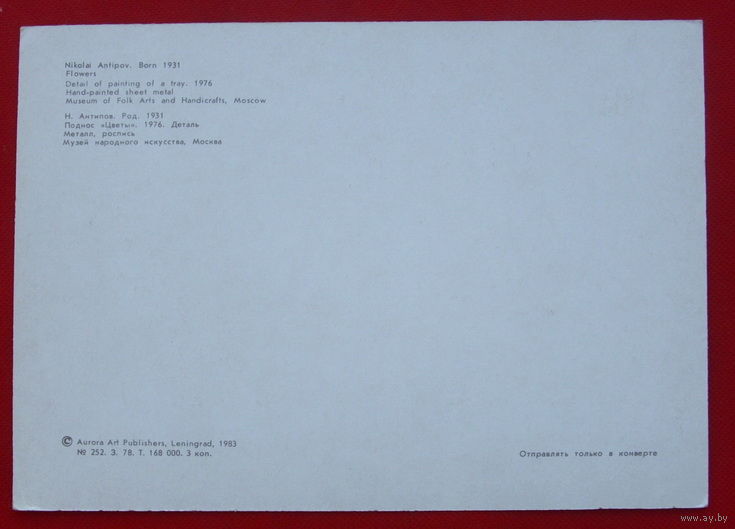 Nikolai Antipov. Born 1931
Flowers
Detail of painting of a tray. 1976
Hand-painted sheet metal
Museum of Folk Arts and Handicrafts, Moscow
Н. Антипов. Род. 1931
Поднос «Цветы». 1976. Деталь
Металл, роспись
Музей народного искусства, Москва
© Aurora Art Publishers, Leningrad, 1983
№ 252. З. 78. Т. 168 000. 3 коп.
Отправлять только в конверте
www.ay.by